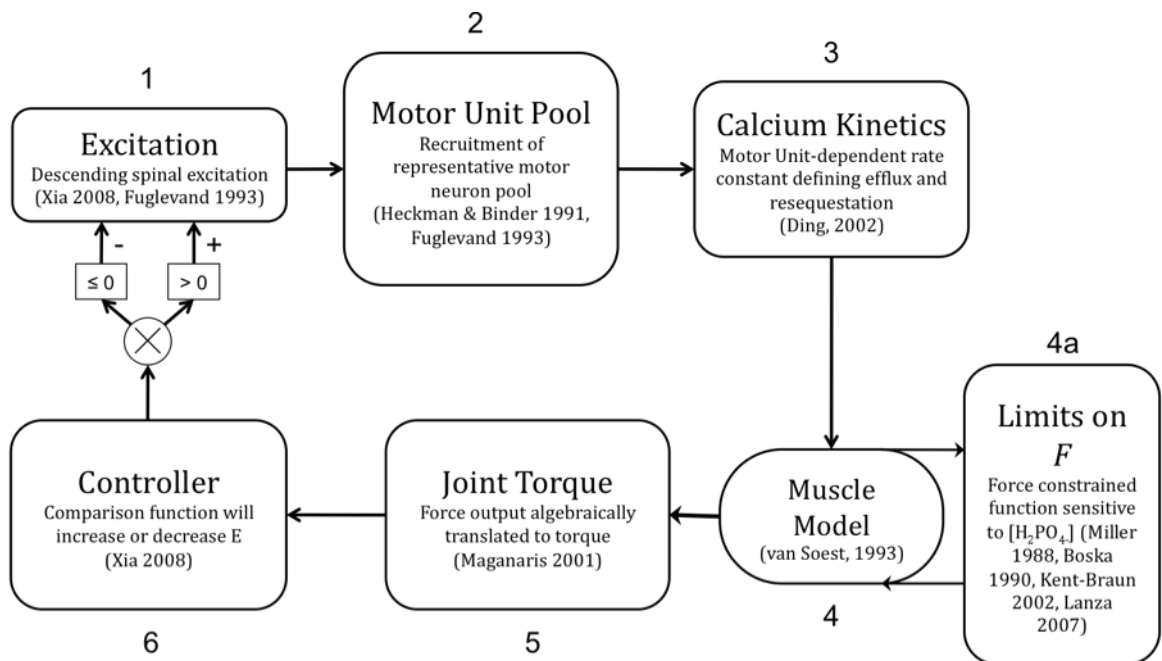 1
Excitation
Descending spinal excitation
(Xia 2008, Fuglevand 1993)
-
+
≤ 0
> 0
2
Motor Unit Pool
Recruitment of
representative motor
neuron pool
(Heckman & Binder 1991,
Fuglevand 1993)
3
Calcium Kinetics
Motor Unit-dependent rate
constant defining efflux and
resequestation
(Ding, 2002)
4a
Limits on
F
Force constrained
function sensitive
to [H₂PO₄-] (Miller
1988, Boska
1990, Kent-Braun
2002, Lanza
2007)
Muscle
Model
(van Soest, 1993)
4
Joint Torque
Force output algebraically
translated to torque
(Maganaris 2001)
5
Controller
Comparison function will
increase or decrease E
(Xia 2008)
6